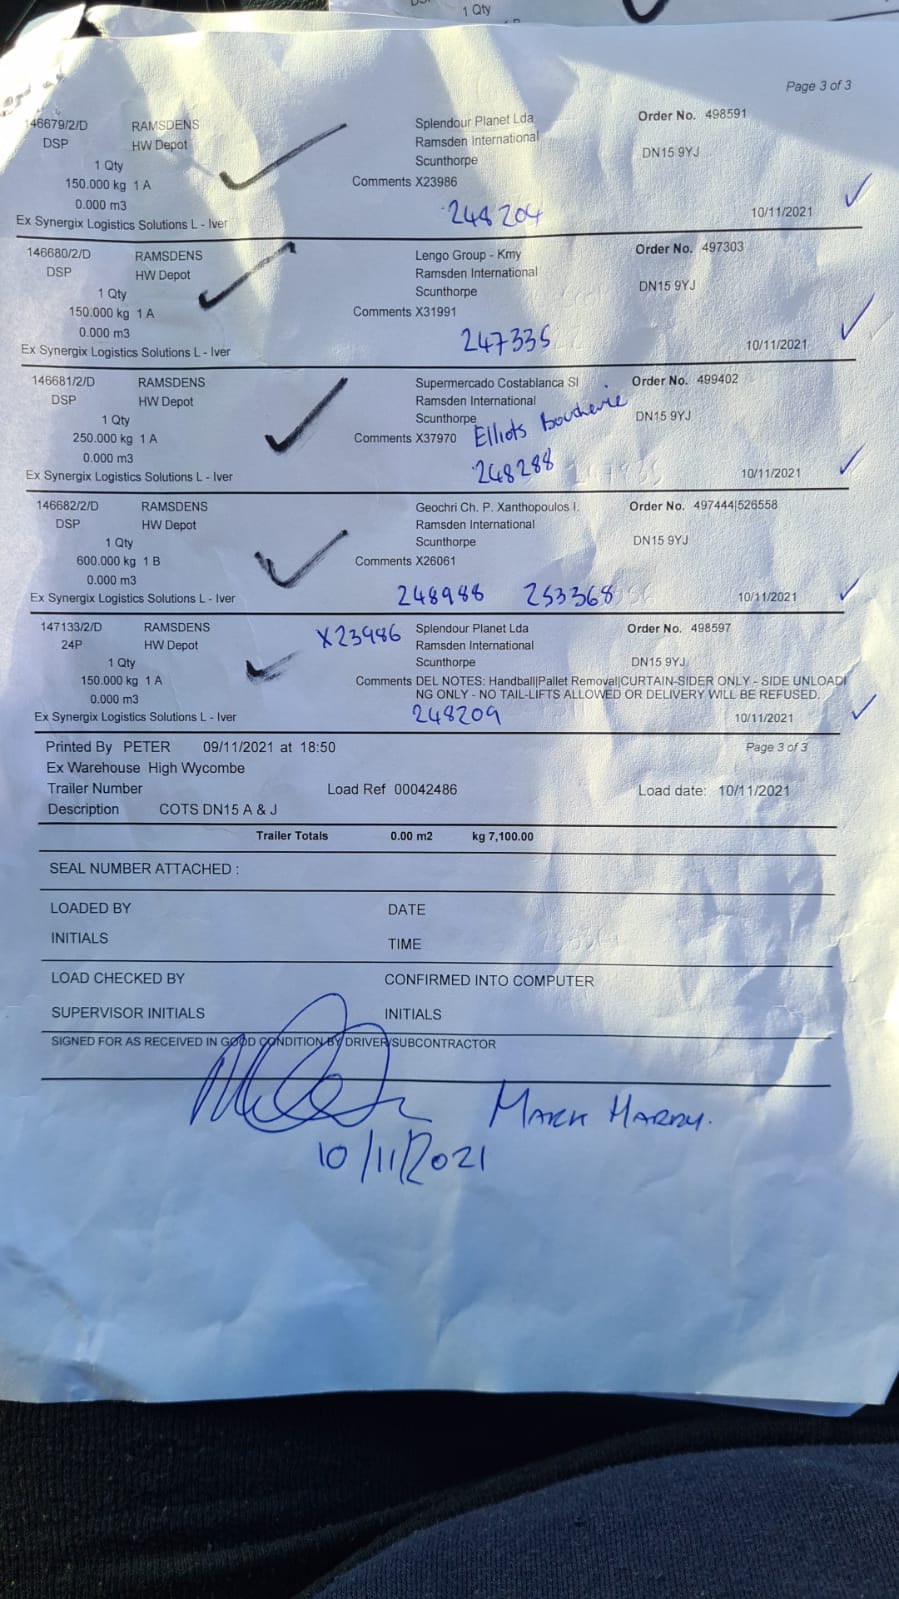 1 Qty
Page 3 of 3
146679/2/D RAMSDENS Splendour Planet Lda Order No. 498591
DSP HW Depot Ramsden International
1 Qty Scunthorpe DN15 9YJ
150.000 kg 1 A Comments X23986
0.000 m3 248204 10/11/2021
Ex Synergix Logistics Solutions L - Iver
146680/2/D RAMSDENS Lengo Group - Kmy Order No. 497303
DSP HW Depot Ramsden International
1 Qty Scunthorpe DN15 9YJ
150.000 kg 1 A Comments X31991
0.000 m3 247335 10/11/2021
Ex Synergix Logistics Solutions L - Iver
146681/2/D RAMSDENS Supermercado Costablanca Sl Order No. 499402
DSP HW Depot Ramsden International
1 Qty Scunthorpe DN15 9YJ
250.000 kg 1 A Comments X37970 Elliots Boucherie
0.000 m3 248288 10/11/2021
Ex Synergix Logistics Solutions L - Iver
146682/2/D RAMSDENS Geochri Ch. P. Xanthopoulos I. Order No. 497444|526558
DSP HW Depot Ramsden International
1 Qty Scunthorpe DN15 9YJ
600.000 kg 1 B Comments X26061
0.000 m3
Ex Synergix Logistics Solutions L - Iver 248988 253368 10/11/2021
147133/2/D RAMSDENS X23986 Splendour Planet Lda Order No. 498597
24P HW Depot Ramsden International
1 Qty Scunthorpe DN15 9YJ
150.000 kg 1 A Comments DEL NOTES: Handball|Pallet Removal|CURTAIN-SIDER ONLY - SIDE UNLOADI
0.000 m3 NG ONLY - NO TAIL-LIFTS ALLOWED OR DELIVERY WILL BE REFUSED.
Ex Synergix Logistics Solutions L - Iver 248209 10/11/2021
Printed By PETER 09/11/2021 at 18:50 Page 3 of 3
Ex Warehouse High Wycombe
Trailer Number Load Ref 00042486 Load date: 10/11/2021
Description COTS DN15 A & J
Trailer Totals 0.00 m2 kg 7,100.00
SEAL NUMBER ATTACHED :
LOADED BY DATE
INITIALS TIME
LOAD CHECKED BY CONFIRMED INTO COMPUTER
SUPERVISOR INITIALS INITIALS
SIGNED FOR AS RECEIVED IN GOOD CONDITION BY DRIVER/SUBCONTRACTOR
MARK HARDY.
10/11/2021